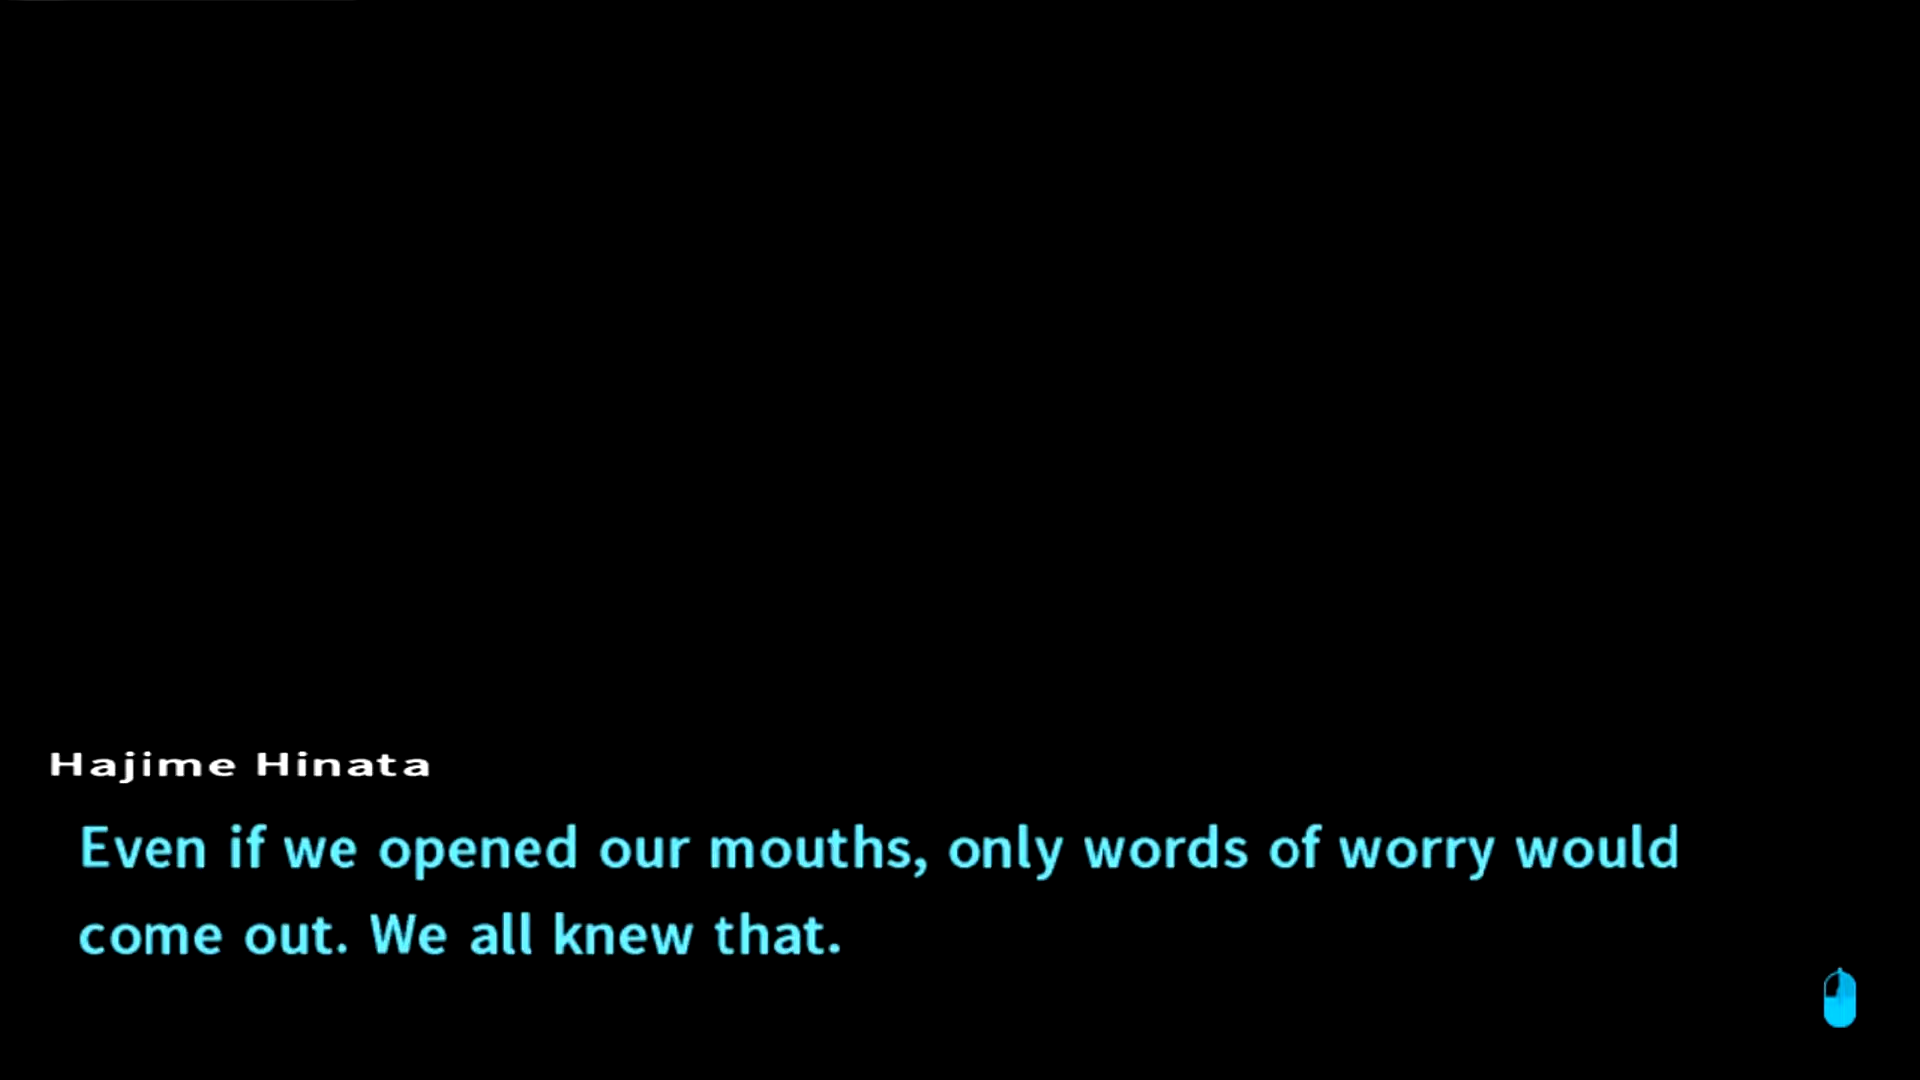 Hajime Hinata
Even if we opened our mouths, only words of worry would
come out. We all knew that.